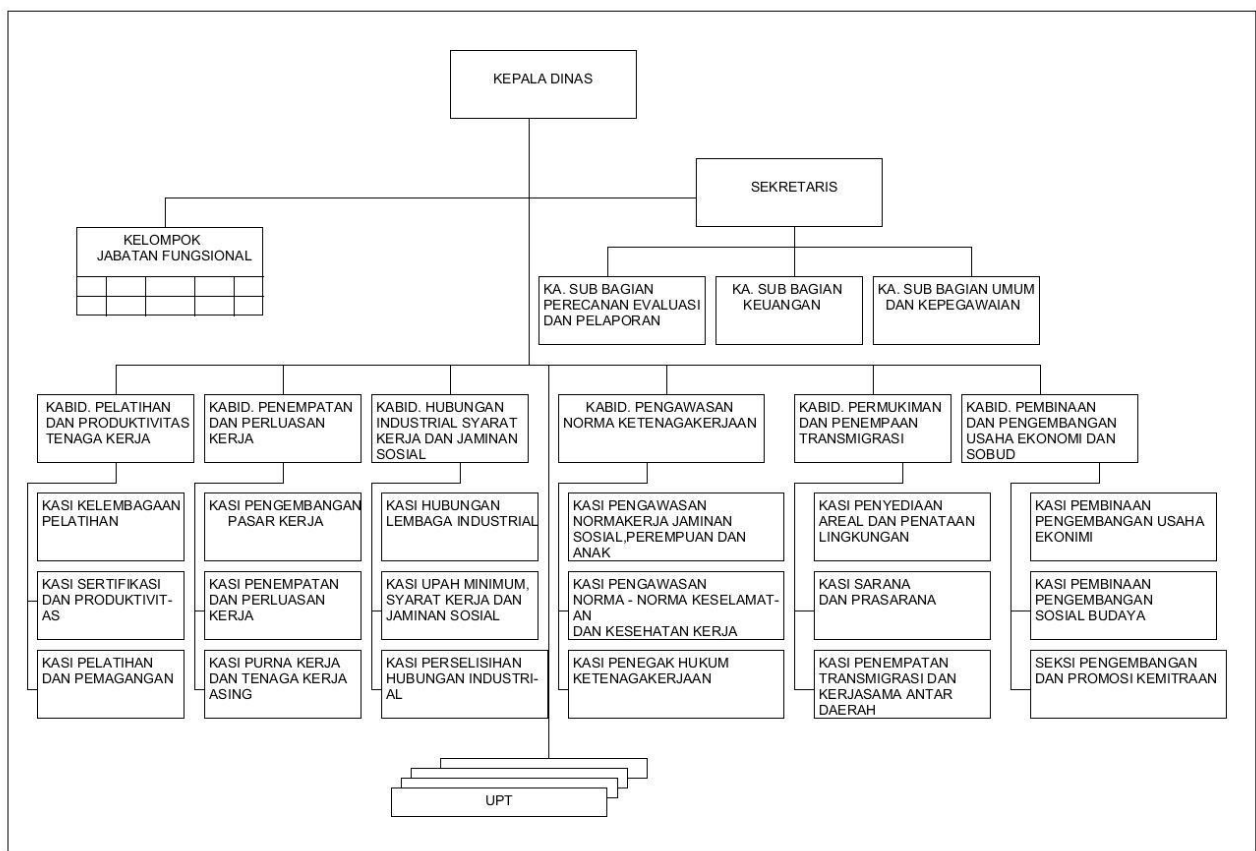 KEPALA DINAS
SEKRETARIS
KELOMPOK
JABATAN FUNGSIONAL
KA. SUB BAGIAN
PERECANAN EVALUASI
DAN PELAPORAN
KA. SUB BAGIAN
KEUANGAN
KA. SUB BAGIAN UMUM
DAN KEPEGAWAIAN
KABID. PELATIHAN
DAN PRODUKTIVITAS
TENAGA KERJA
KABID. PENEMPATAN
DAN PERLUASAN
KERJA
KABID. HUBUNGAN
INDUSTRIAL SYARAT
KERJA DAN JAMINAN
SOSIAL
KABID. PENGAWASAN
NORMA KETENAGAKERJAAN
KABID. PERMUKIMAN
DAN PENEMPAAN
TRANSMIGRASI
KABID. PEMBINAAN
DAN PENGEMBANGAN
USAHA EKONOMI DAN
SOBUD
KASI KELEMBAGAAN
PELATIHAN
KASI PENGEMBANGAN
PASAR KERJA
KASI HUBUNGAN
LEMBAGA INDUSTRIAL
KASI PENGAWASAN
NORMAKERJA JAMINAN
SOSIAL,PEREMPUAN DAN
ANAK
KASI PENYEDIAAN
AREAL DAN PENATAAN
LINGKUNGAN
KASI PEMBINAAN
PENGEMBANGAN USAHA
EKONIMI
KASI SERTIFIKASI
DAN PRODUKTIVIT-
AS
KASI PENEMPATAN
DAN PERLUASAN
KERJA
KASI UPAH MINIMUM,
SYARAT KERJA DAN
JAMINAN SOSIAL
KASI PENGAWASAN
NORMA - NORMA KESELAMAT-
AN
DAN KESEHATAN KERJA
KASI SARANA
DAN PRASARANA
KASI PEMBINAAN
PENGEMBANGAN
SOSIAL BUDAYA
KASI PELATIHAN
DAN PEMAGANGAN
KASI PURNA KERJA
DAN TENAGA KERJA
ASING
KASI PERSELISIHAN
HUBUNGAN INDUSTRI-
AL
KASI PENEGAK HUKUM
KETENAGAKERJAAN
KASI PENEMPATAN
TRANSMIGRASI DAN
KERJASAMA ANTAR
DAERAH
SEKSI PENGEMBANGAN
DAN PROMOSI KEMITRAAN
UPT